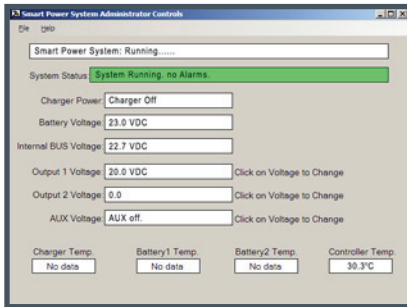 Smart Power System Administrator Controls
File Help
Smart Power System: Running......
System Status: System Running. no Alarms.
Charger Power: Charger Off
Battery Voltage: 23.0 VDC
Internal BUS Voltage: 22.7 VDC
Output 1 Voltage: 20.0 VDC Click on Voltage to Change
Output 2 Voltage: 0.0 Click on Voltage to Change
AUX Voltage: AUX off. Click on Voltage to Change
Charger Temp. Battery1 Temp. Battery2 Temp. Controller Temp.
No data No data No data 30.3°C